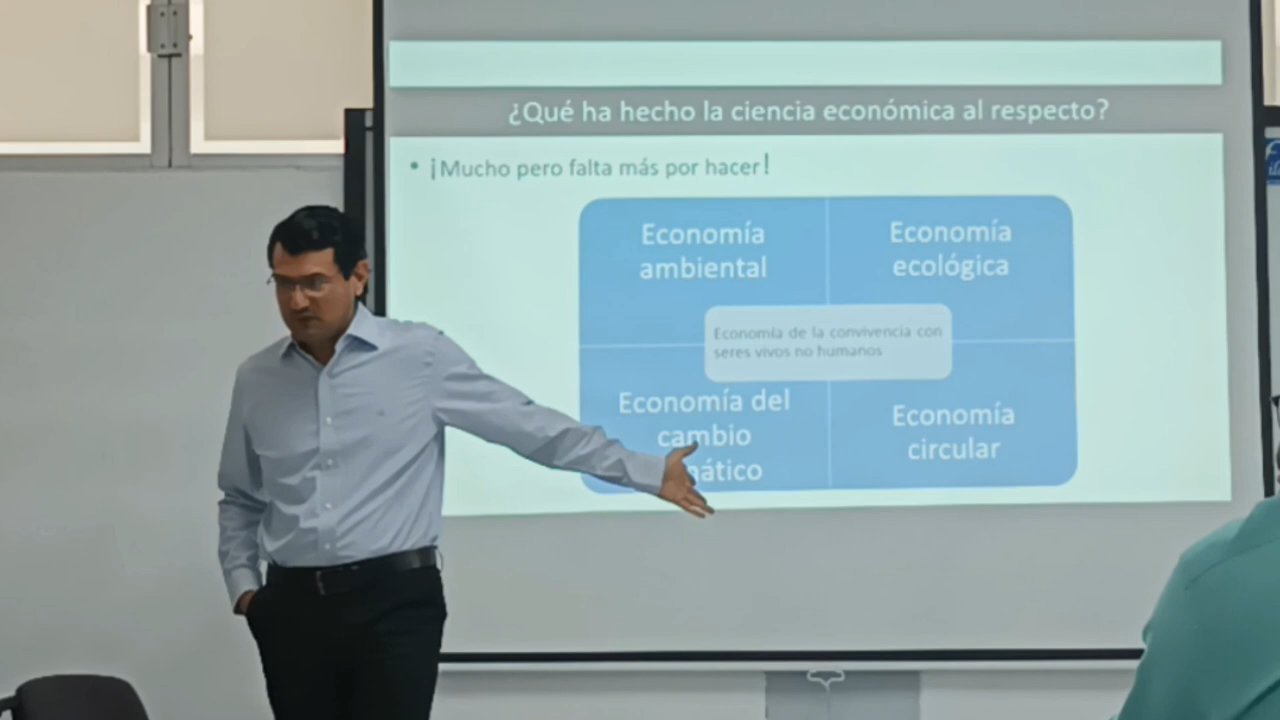 ¿Qué ha hecho la ciencia económica al respecto?
• ¡Mucho pero falta más por hacer!
Economía
ambiental
Economía
ecológica
Economía de la convivencia con
seres vivos no humanos
Economía del
cambio
Economía
circular